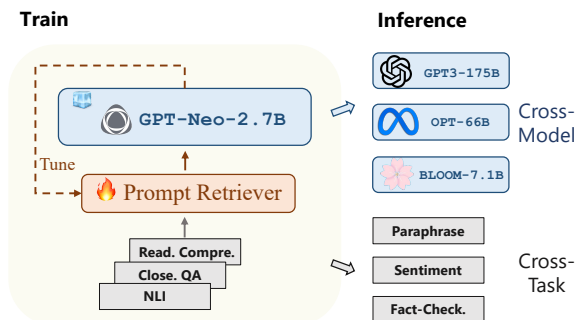 Train
Inference
GPT-Neo-2.7B
Tune
Prompt Retriever
Read. Compre.
Close. QA
NLI
GPT3-175B
OPT-66B
BLOOM-7.1B
Cross-
Model
Paraphrase
Sentiment
Fact-Check.
Cross-
Task